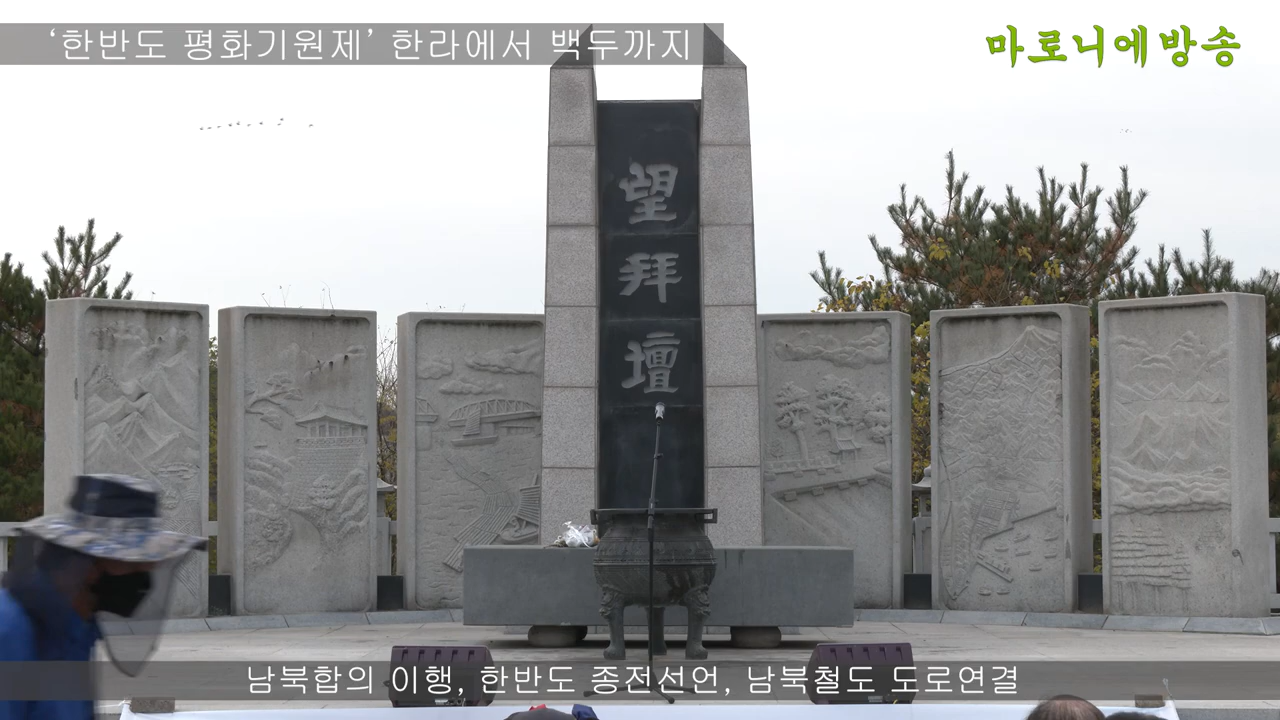 ‘한반도 평화기원제’ 한라에서 백두까지
마로니에방송
望
拜
壇
남북합의 이행, 한반도 종전선언, 남북철도 도로연결